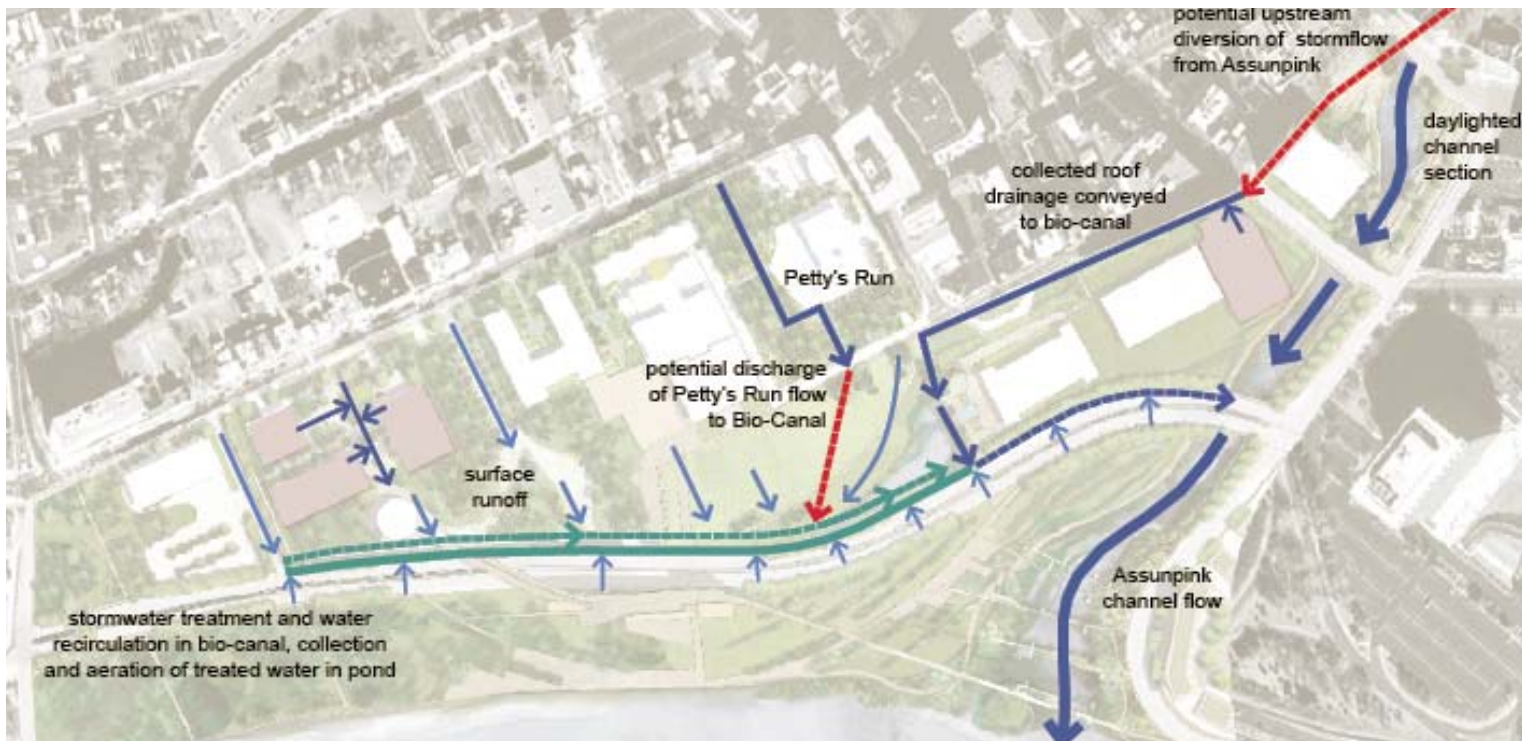 potential upstream
diversion of stormflow
from Assunpink
daylighted
channel
section
collected roof
drainage conveyed
to bio-canal
Petty's Run
potential discharge
of Petty's Run flow
to Bio-Canal
surface
runoff
Assunpink
channel flow
stormwater treatment and water
recirculation in bio-canal, collection
and aeration of treated water in pond